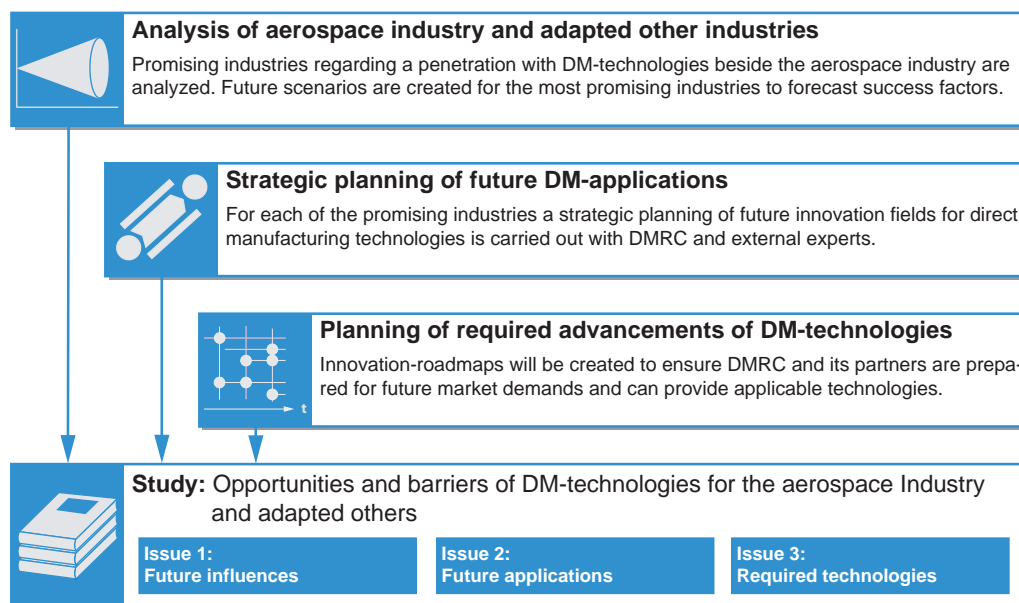 Analysis of aerospace industry and adapted other industries
Promising industries regarding a penetration with DM-technologies beside the aerospace industry are
analyzed. Future scenarios are created for the most promising industries to forecast success factors.
Strategic planning of future DM-applications
For each of the promising industries a strategic planning of future innovation fields for direct
manufacturing technologies is carried out with DMRC and external experts.
Planning of required advancements of DM-technologies
Innovation-roadmaps will be created to ensure DMRC and its partners are prepa-
red for future market demands and can provide applicable technologies.
t
Study: Opportunities and barriers of DM-technologies for the aerospace Industry
and adapted others
Issue 1:
Future influences
Issue 2:
Future applications
Issue 3:
Required technologies